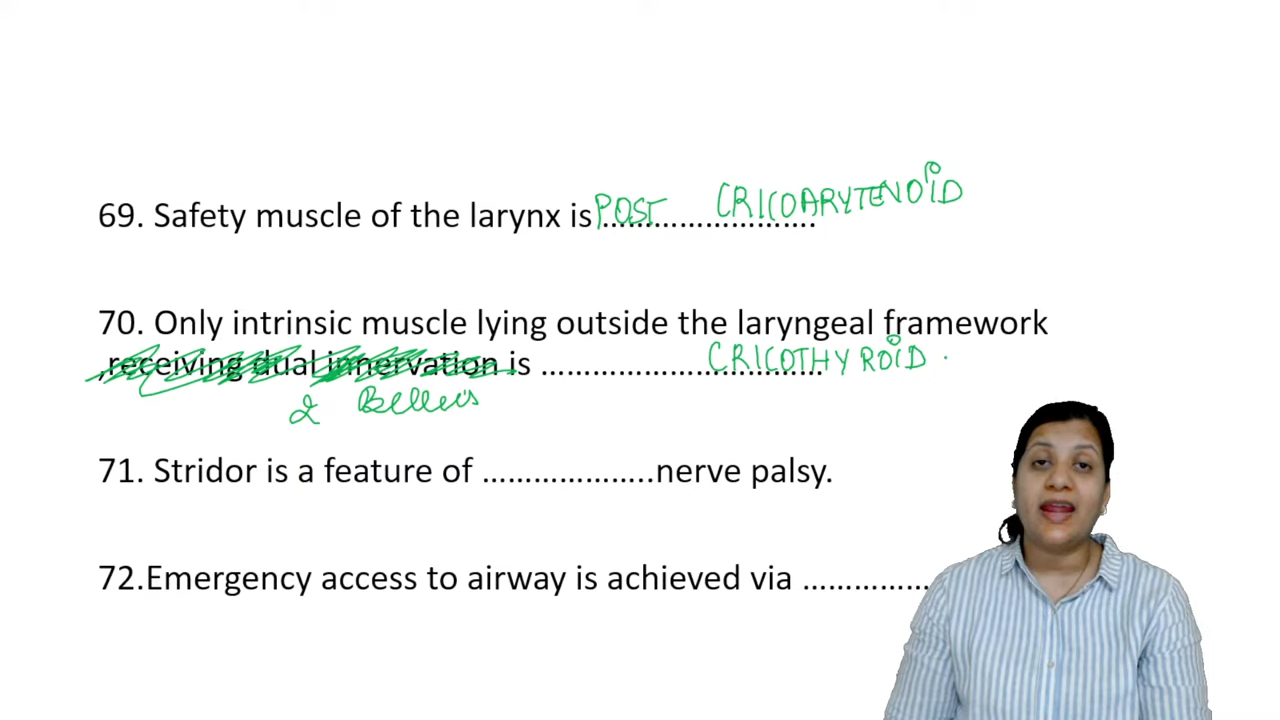 69. Safety muscle of the larynx is ........................ POST CRICOARYTENOID
70. Only intrinsic muscle lying outside the laryngeal framework
,receiving dual innervation is .............................. CRICOTHYROID
2 Bellies
71. Stridor is a feature of ...................nerve palsy.
72.Emergency access to airway is achieved via ...............